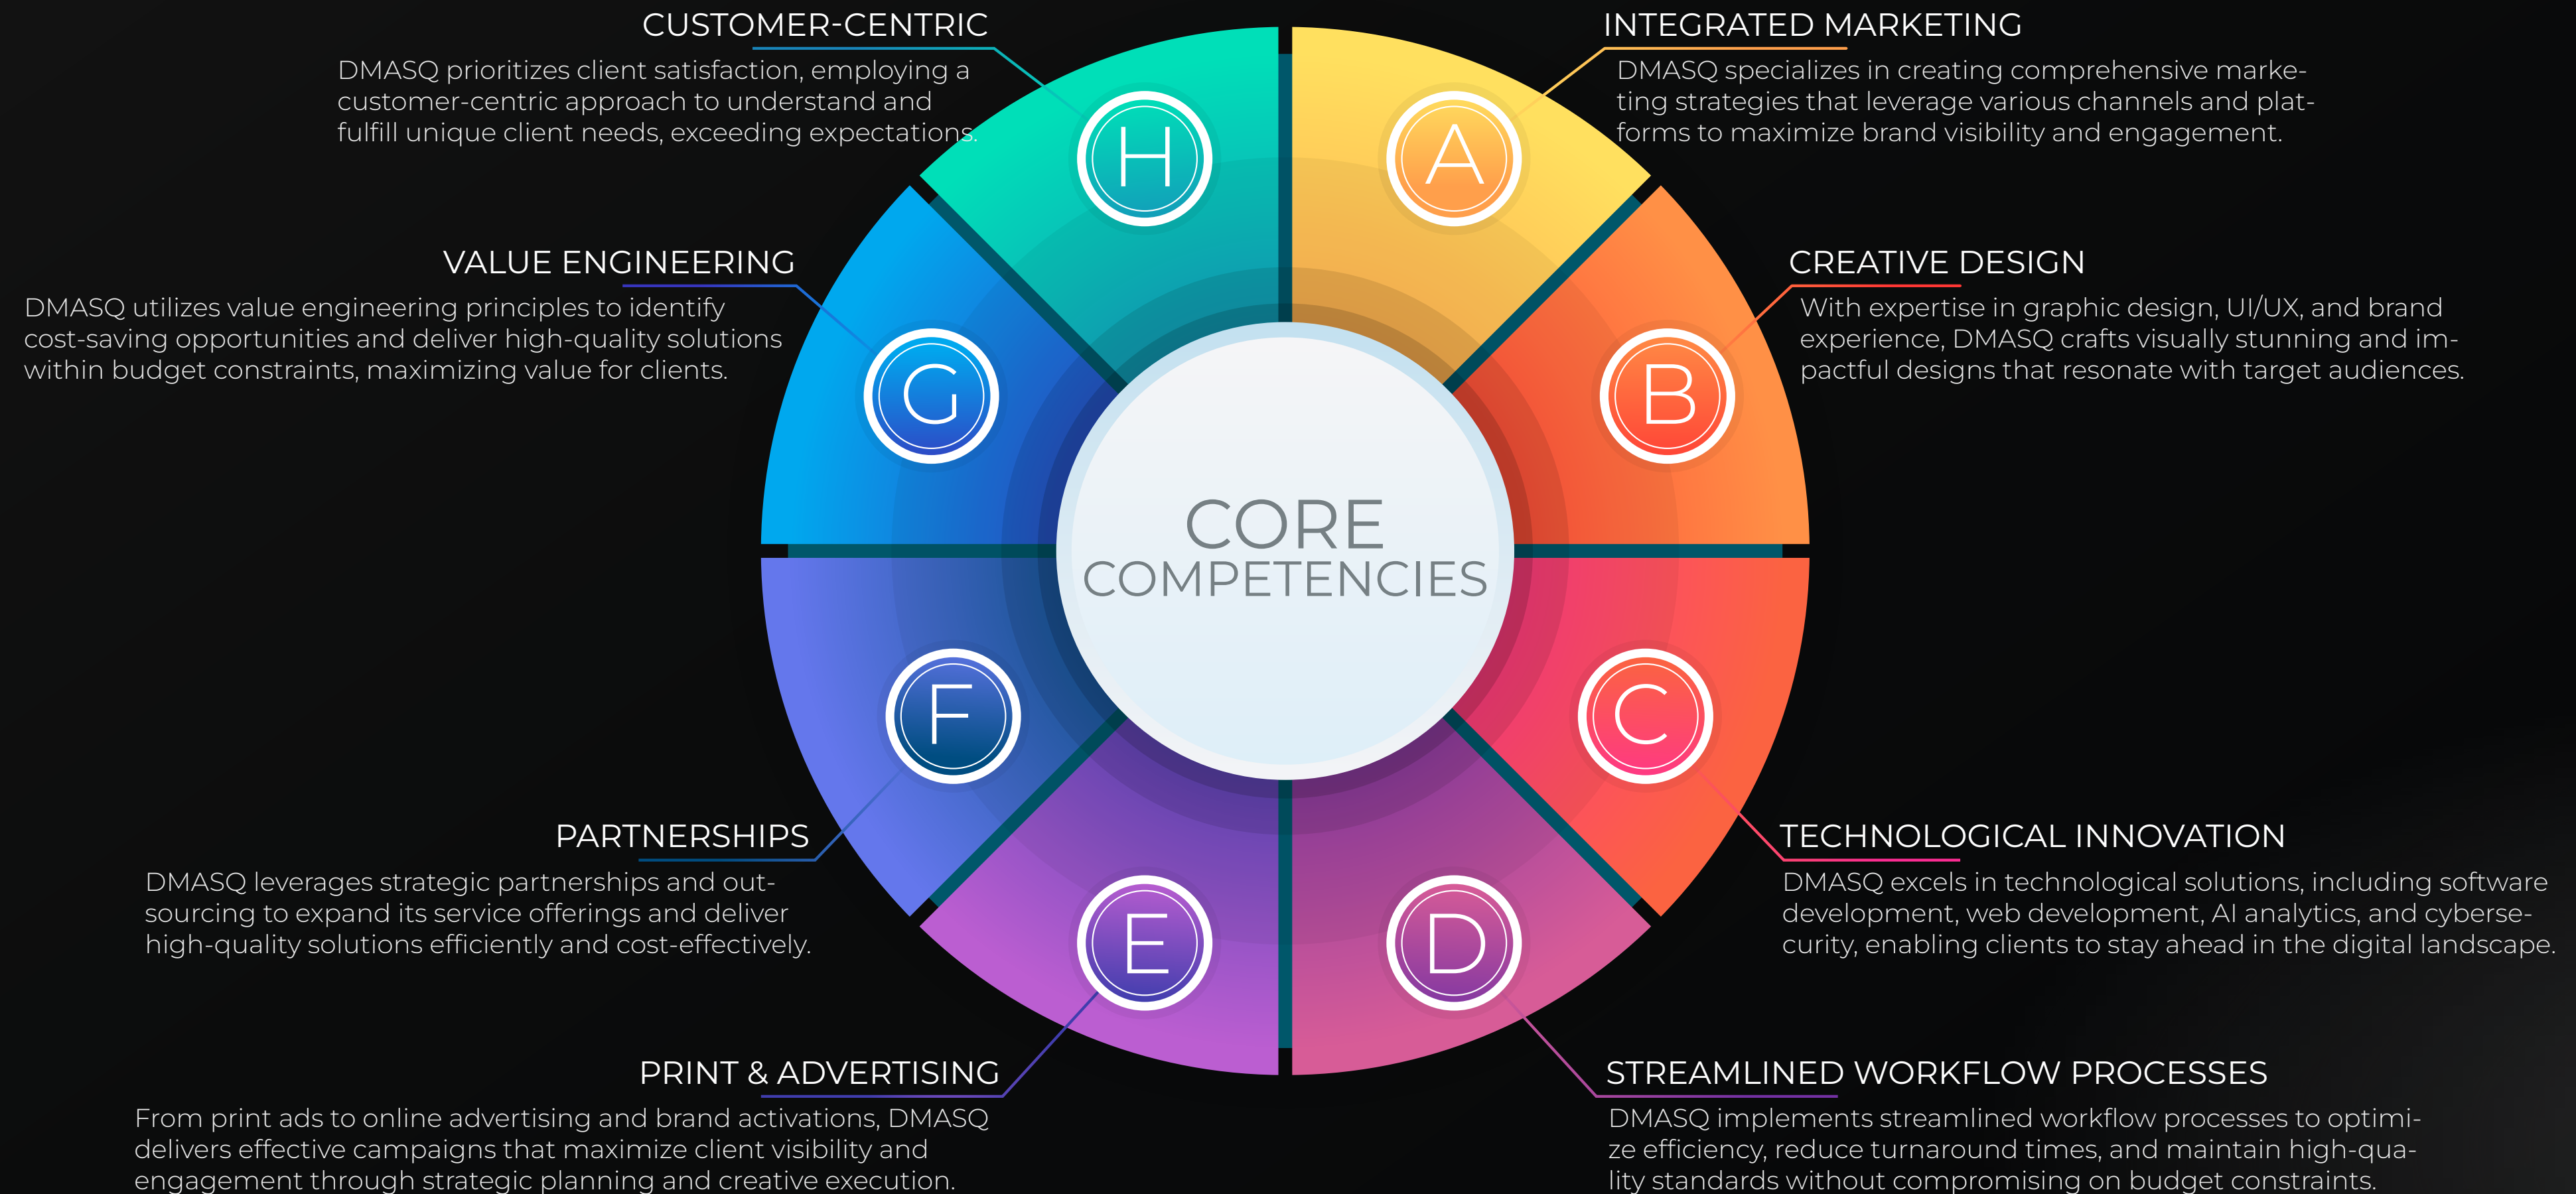 CUSTOMER-CENTRIC
DMASQ prioritizes client satisfaction, employing a
customer-centric approach to understand and
fulfill unique client needs, exceeding expectations.
H
INTEGRATED MARKETING
DMASQ specializes in creating comprehensive marke-
ting strategies that leverage various channels and plat-
forms to maximize brand visibility and engagement.
A
VALUE ENGINEERING
DMASQ utilizes value engineering principles to identify
cost-saving opportunities and deliver high-quality solutions
within budget constraints, maximizing value for clients.
G
CREATIVE DESIGN
With expertise in graphic design, UI/UX, and brand
experience, DMASQ crafts visually stunning and im-
pactful designs that resonate with target audiences.
B
CORE
COMPETENCIES
F
PARTNERSHIPS
DMASQ leverages strategic partnerships and out-
sourcing to expand its service offerings and deliver
high-quality solutions efficiently and cost-effectively.
C
TECHNOLOGICAL INNOVATION
DMASQ excels in technological solutions, including software
development, web development, AI analytics, and cyberse-
curity, enabling clients to stay ahead in the digital landscape.
E
PRINT & ADVERTISING
From print ads to online advertising and brand activations, DMASQ
delivers effective campaigns that maximize client visibility and
engagement through strategic planning and creative execution.
D
STREAMLINED WORKFLOW PROCESSES
DMASQ implements streamlined workflow processes to optimi-
ze efficiency, reduce turnaround times, and maintain high-qua-
lity standards without compromising on budget constraints.